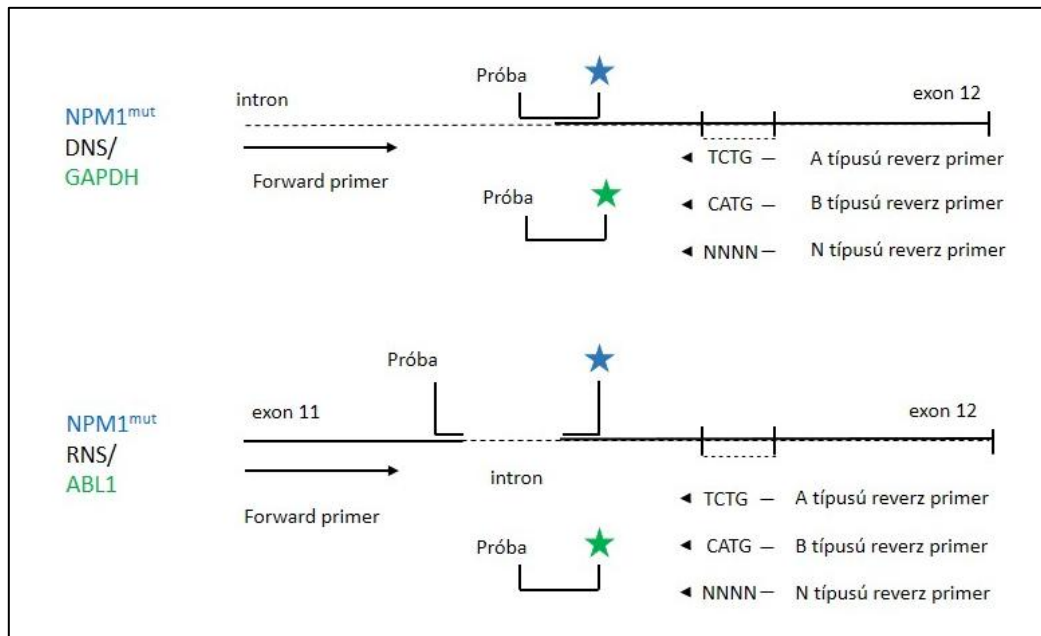 Próba
intron
exon 12
NPM1mut
DNS/
GAPDH
Forward primer
TCTG
A típusú reverz primer
Próba
CATG
B típusú reverz primer
NNNN
N típusú reverz primer
Próba
exon 11
exon 12
NPM1mut
RNS/
ABL1
intron
Forward primer
TCTG
A típusú reverz primer
Próba
CATG
B típusú reverz primer
NNNN
N típusú reverz primer